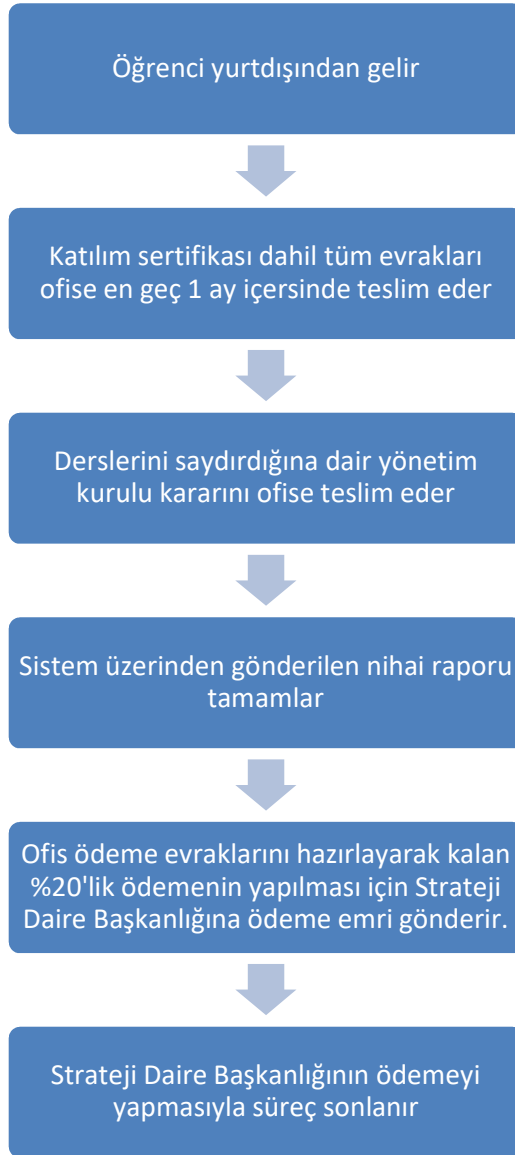 Öğrenci yurtdışından gelir
Katılım sertifikası dahil tüm evrakları
ofise en geç 1 ay içersinde teslim eder
Derslerini saydırdığına dair yönetim
kurulu kararını ofise teslim eder
Sistem üzerinden gönderilen nihai raporu
tamamlar
Ofis ödeme evraklarını hazırlayarak kalan
%20'lik ödemenin yapılması için Strateji
Daire Başkanlığına ödeme emri gönderir.
Strateji Daire Başkanlığının ödemeyi
yapmasıyla süreç sonlanır